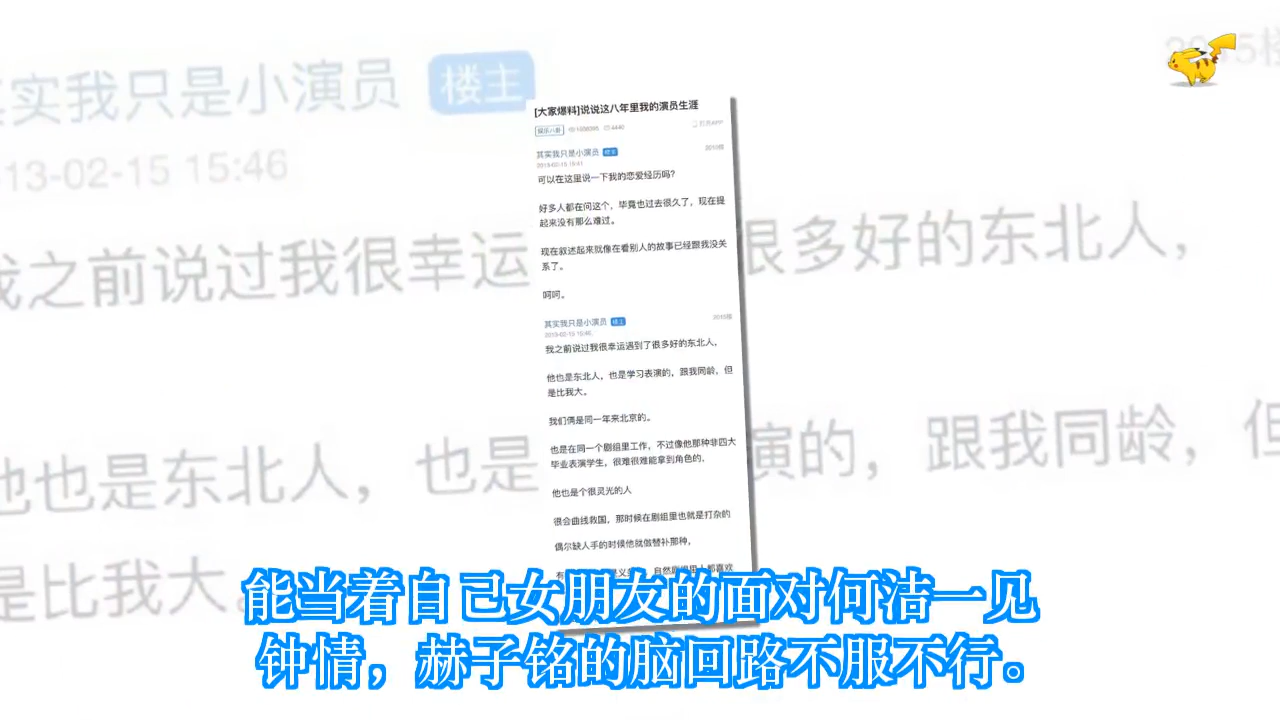 其实我只是小演员 楼主
13-02-15 15:46
我之前说过我很幸运
很多好的东北人，
他也是东北人，也是
演的，跟我同龄，但
是比我大。
[大家爆料]说说这八年里我的演员生涯
娱乐八卦
打开APP
其实我只是小演员 楼主
2013-02-15 15:41
可以在这里说一下我的恋爱经历吗？
好多人都在问这个，毕竟也过去很久了，现在提
起来没有那么难过。
现在叙述起来就像在看别人的故事已经跟我没关
系了。
呵呵。
其实我只是小演员 楼主
2013-02-15 15:46
我之前说过我很幸运遇到了很多好的东北人，
他也是东北人，也是学习表演的，跟我同龄，但
是比我大。
我们俩是同一年来北京的。
也是在同一个剧组里工作，不过像他那种非四大
毕业表演学生，很难很难能拿到角色的，
他也是个很灵光的人
很会曲线救国，那时候在剧组里也就是打杂的
偶尔缺人手的时候他就做替补那种，
能当着自己女朋友的面对何洁一见
钟情，赫子铭的脑回路不服不行。